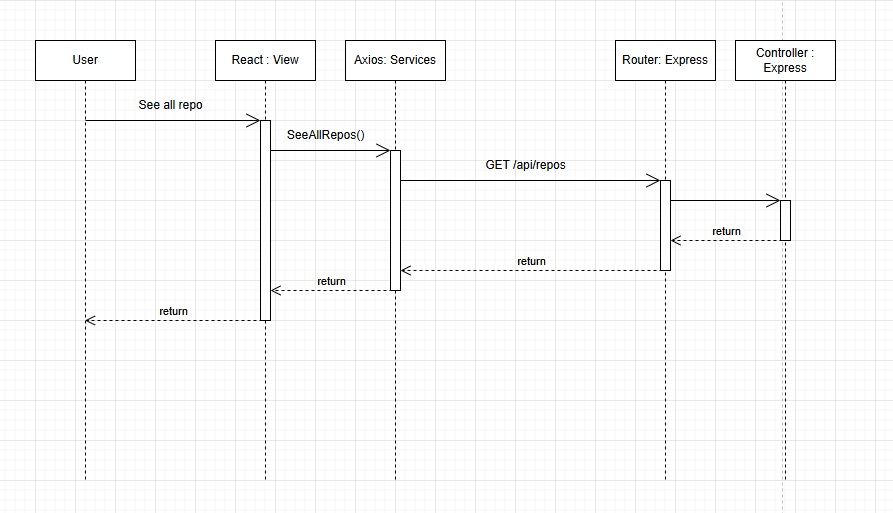 User
React : View
Axios: Services
Router: Express
Controller :
Express
See all repo
SeeAllRepos()
GET /api/repos
return
return
return
return